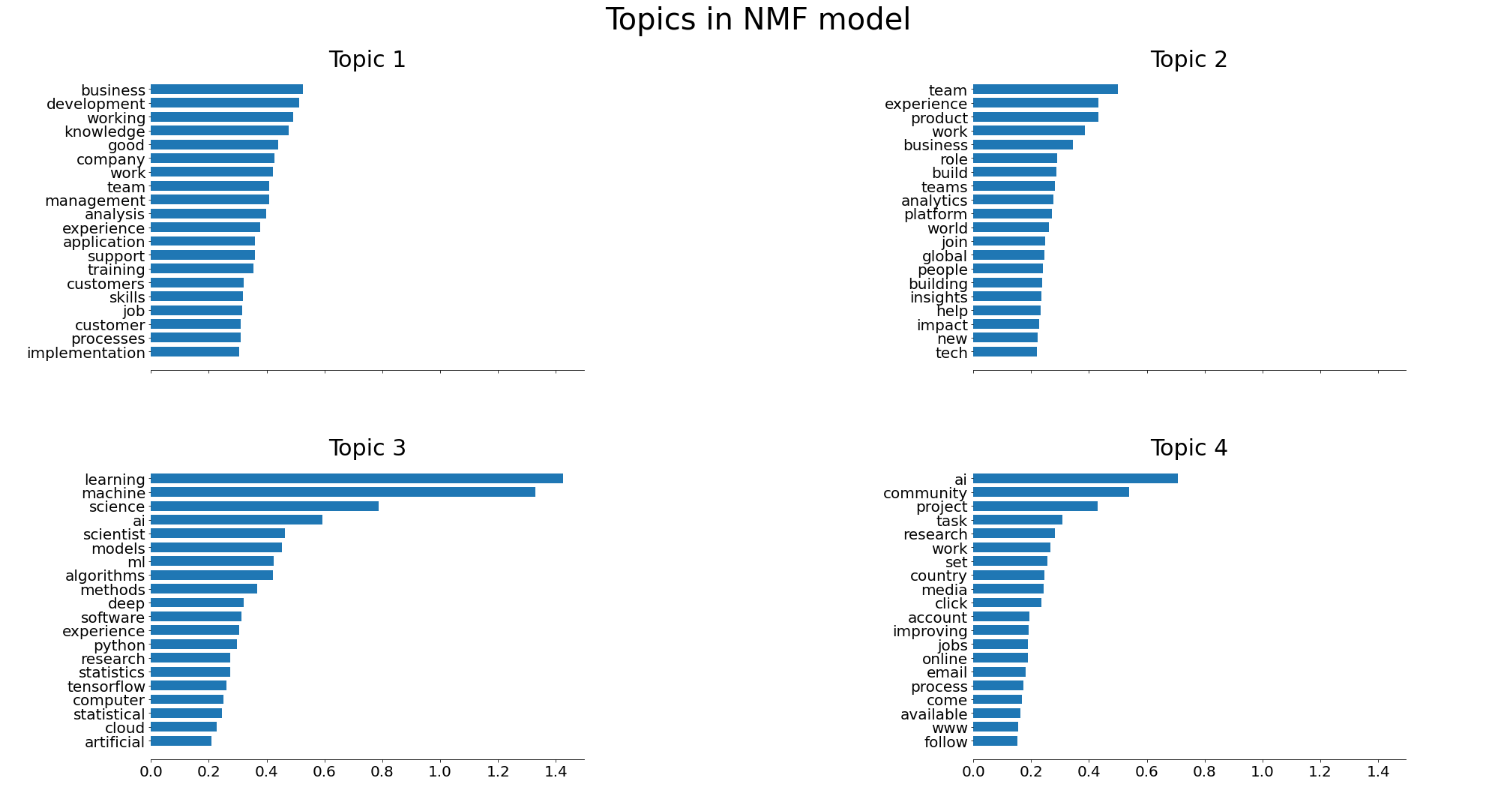 Topics in NMF model
Topic 1
business
development
working
knowledge
good
company
work
team
management
analysis
experience
application
support
training
customers
skills
job
customer
processes
implementation
Topic 2
team
experience
product
work
business
role
build
teams
analytics
platform
world
join
global
people
building
insights
help
impact
new
tech
Topic 3
learning
machine
science
ai
scientist
models
ml
algorithms
methods
deep
software
experience
python
research
statistics
tensorflow
computer
statistical
cloud
artificial
0.0 0.2 0.4 0.6 0.8 1.0 1.2 1.4
Topic 4
ai
community
project
task
research
work
set
country
media
click
account
improving
jobs
online
email
process
come
available
www
follow
0.0 0.2 0.4 0.6 0.8 1.0 1.2 1.4